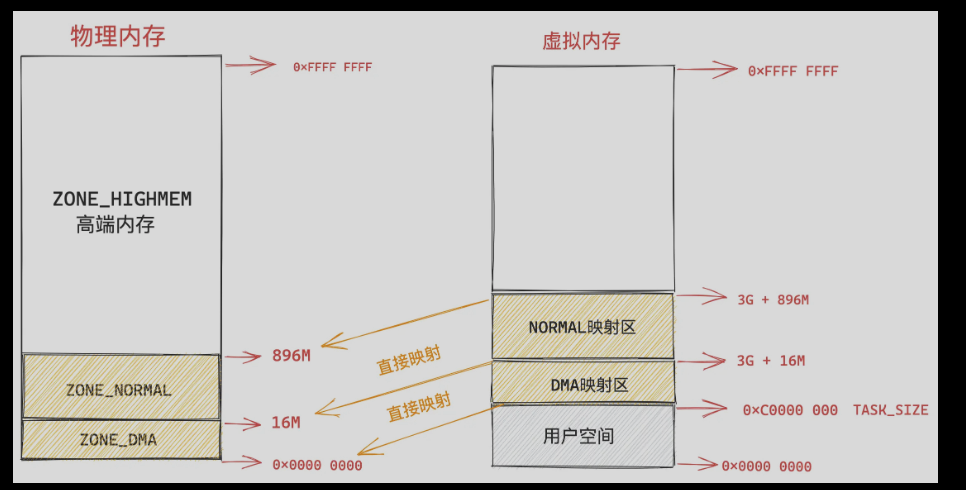 物理内存
0×FFFF FFFF
ZONE_HIGHMEM
高端内存
896M
ZONE_NORMAL
16M
ZONE_DMA
0×0000 0000
直接映射
直接映射
虚拟内存
0×FFFF FFFF
3G + 896M
NORMAL映射区
3G + 16M
DMA映射区
0×C0000 000 TASK_SIZE
用户空间
0×0000 0000